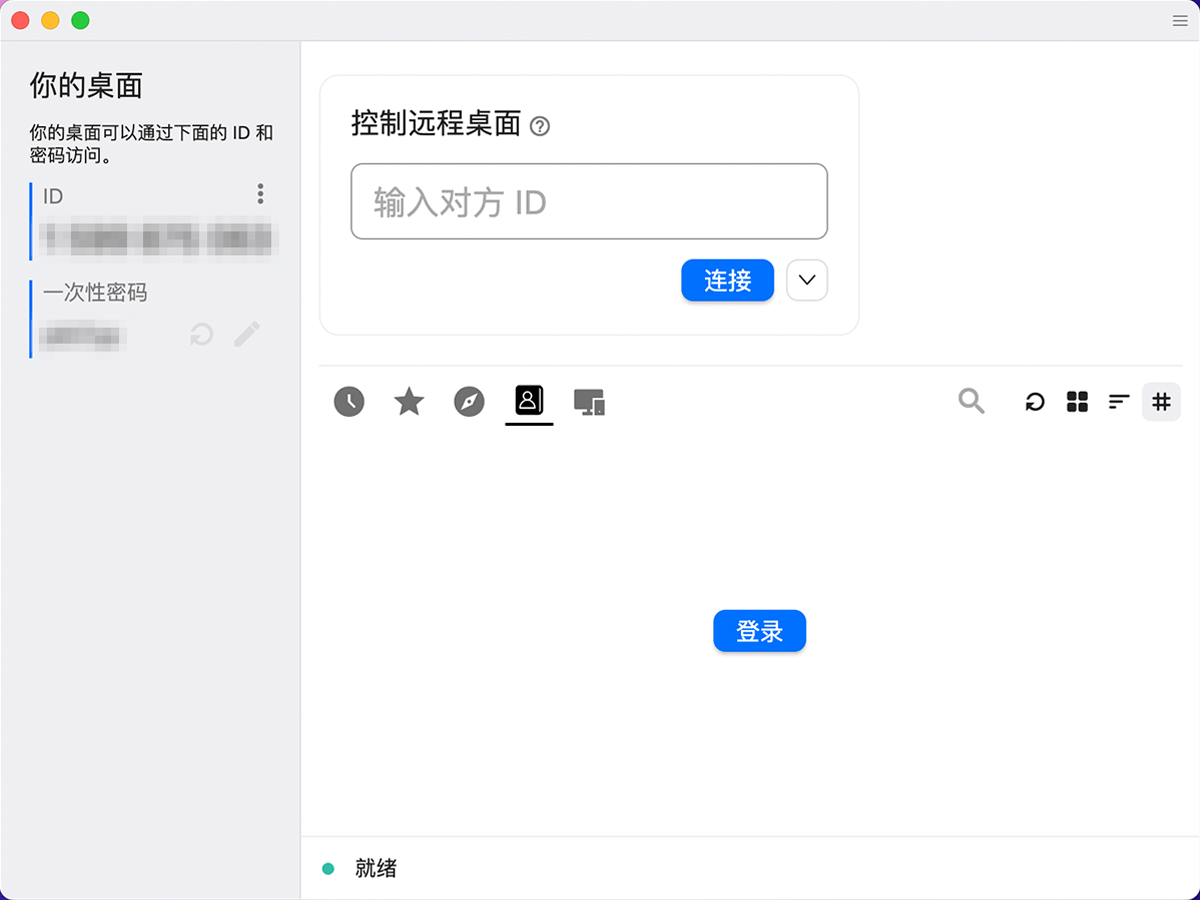 你的桌面
你的桌面可以通过下面的 ID 和
密码访问。
ID
一次性密码
控制远程桌面
输入对方 ID
连接
登录
就绪